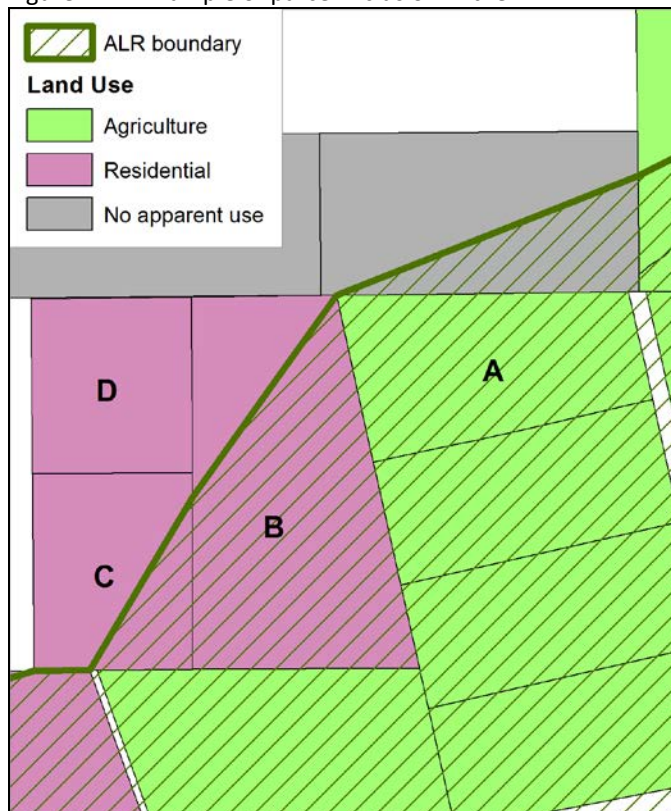 ALR boundary
Land Use
Agriculture
Residential
No apparent use
A
D
B
C